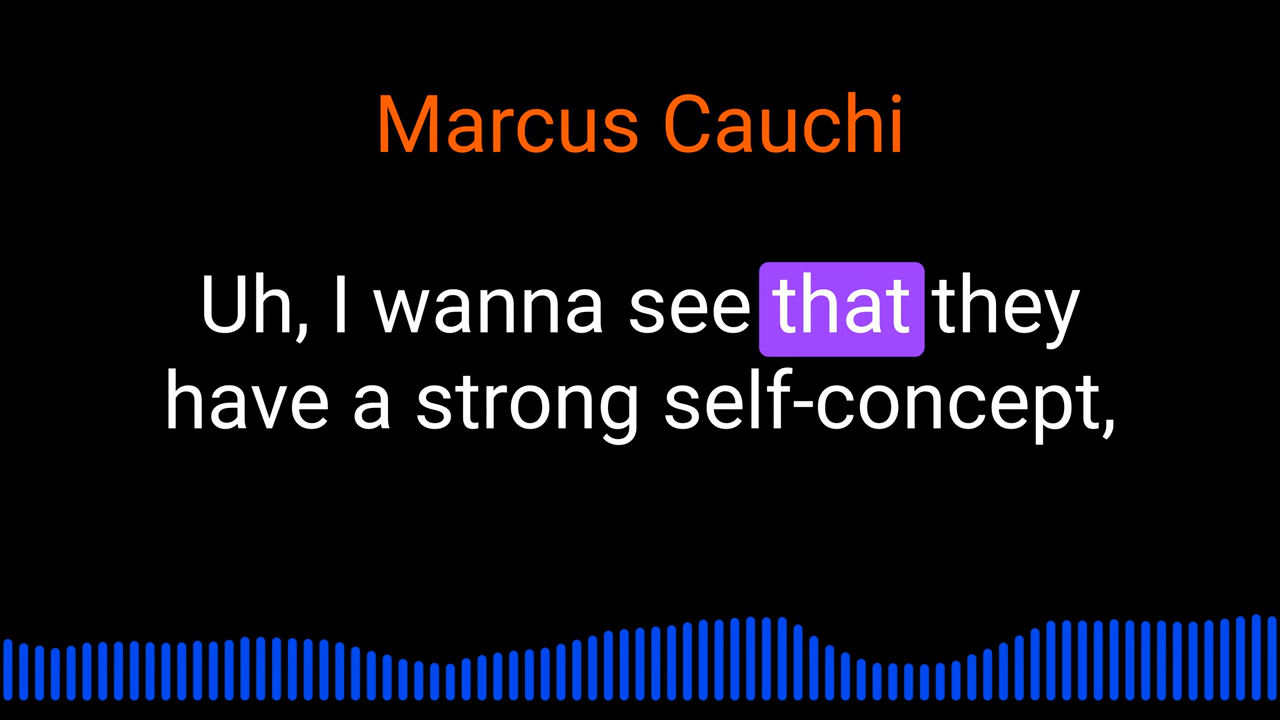 Marcus Cauchi
Uh, I wanna see that they
have a strong self-concept,